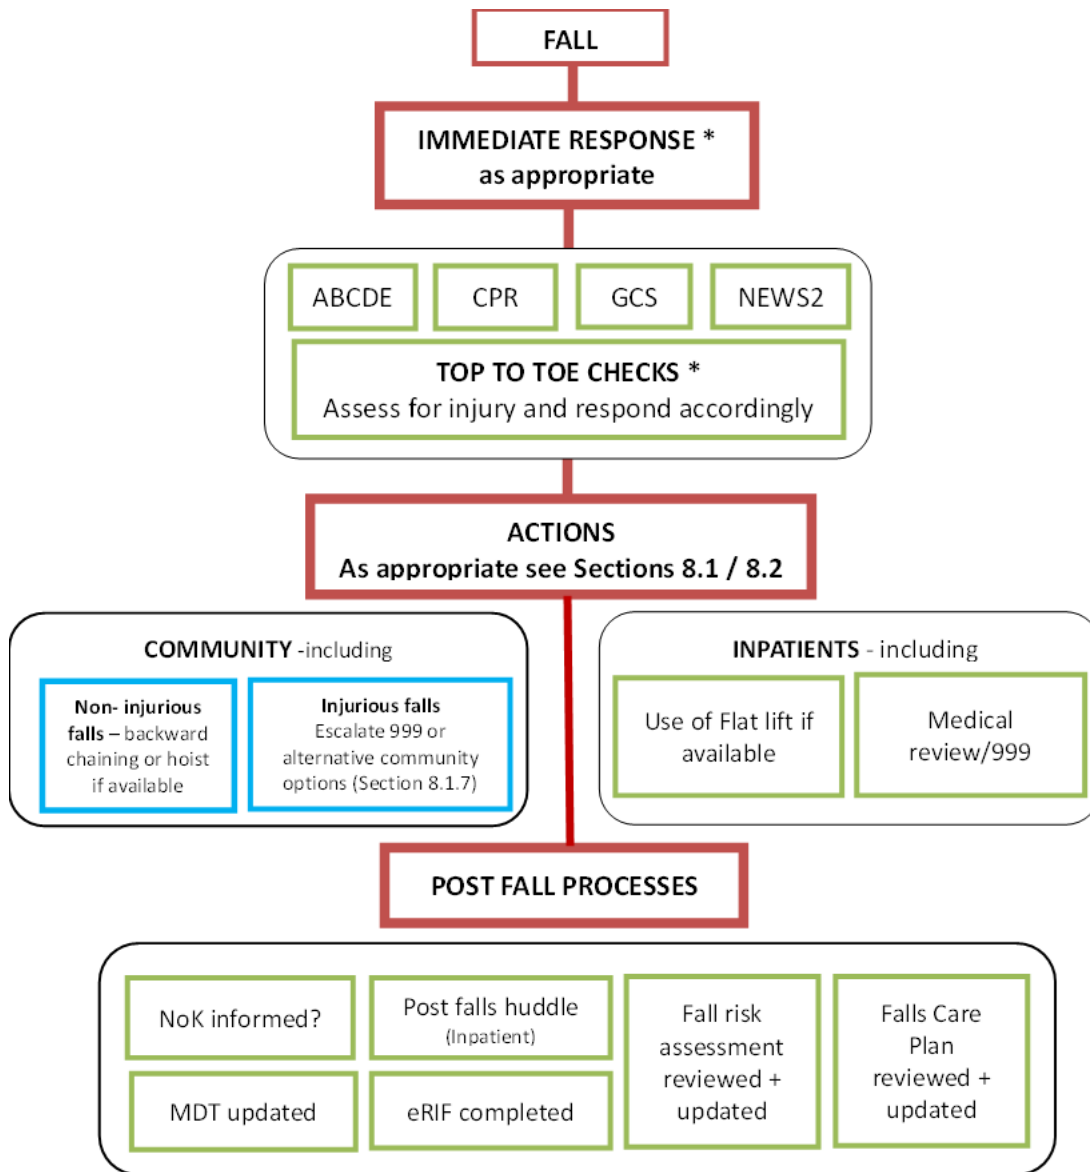 FALL
IMMEDIATE RESPONSE *
as appropriate
ABCDE
CPR
GCS
NEWS2
TOP TO TOE CHECKS *
Assess for injury and respond accordingly
ACTIONS
As appropriate see Sections 8.1 / 8.2
COMMUNITY -including
Non- injurious
falls – backward
chaining or hoist
if available
Injurious falls
Escalate 999 or
alternative community
options (Section 8.1.7)
INPATIENTS - including
Use of Flat lift if
available
Medical
review/999
POST FALL PROCESSES
NoK informed?
Post falls huddle
(Inpatient)
Fall risk
assessment
reviewed +
updated
Falls Care
Plan
reviewed +
updated
MDT updated
eRIF completed